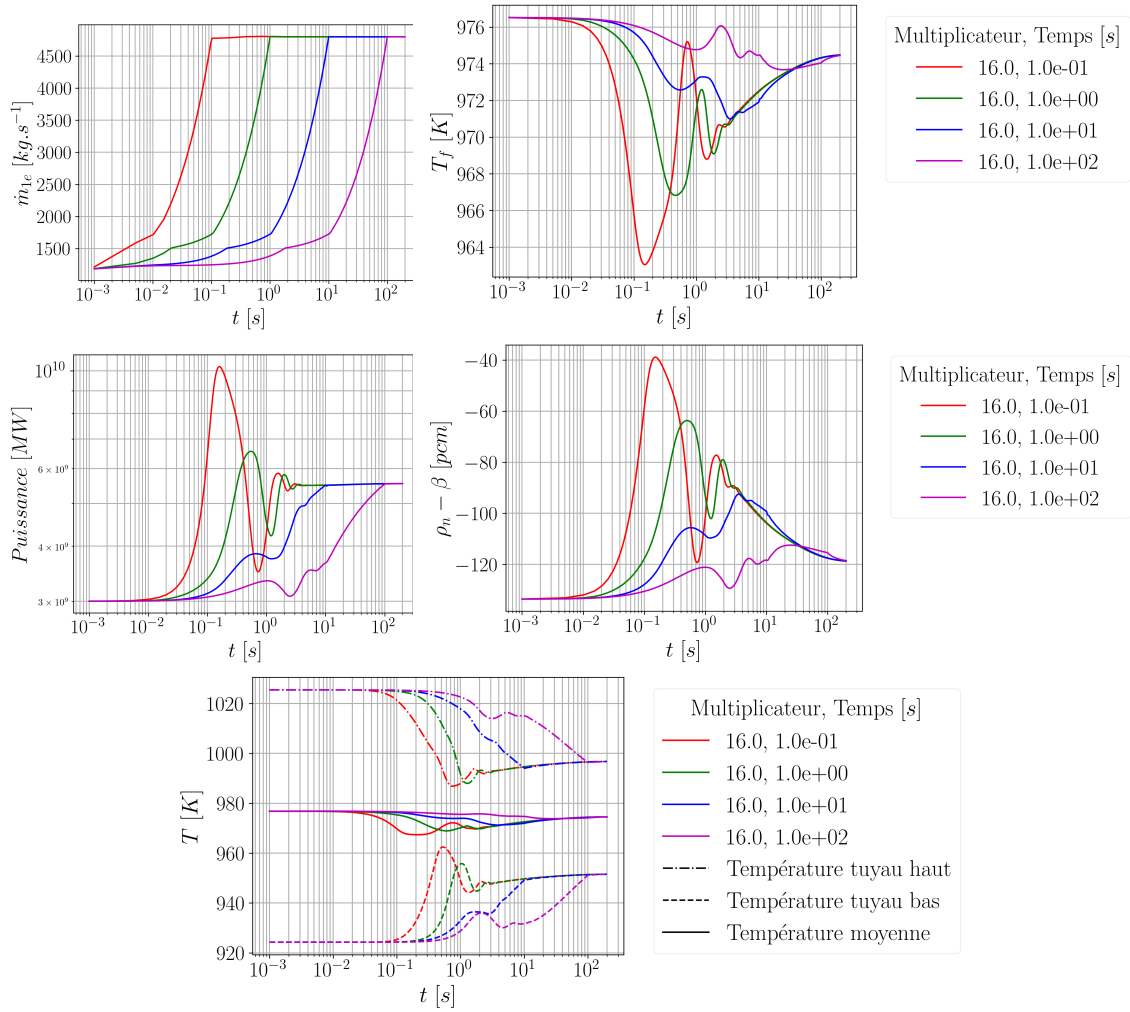 ṁ₁ₑ [kg.s⁻¹]
4500
4000
3500
3000
2500
2000
1500
10⁻³ 10⁻² 10⁻¹ 10⁰ 10¹ 10²
t [s]
T_f [K]
976
974
972
970
968
966
964
10⁻³ 10⁻² 10⁻¹ 10⁰ 10¹ 10²
t [s]
Multiplicateur, Temps [s]
16.0, 1.0e-01
16.0, 1.0e+00
16.0, 1.0e+01
16.0, 1.0e+02
Puissance [MW]
10¹⁰
6 × 10⁹
4 × 10⁹
3 × 10⁹
10⁻³ 10⁻² 10⁻¹ 10⁰ 10¹ 10²
t [s]
ρₙ − β [pcm]
−40
−60
−80
−100
−120
10⁻³ 10⁻² 10⁻¹ 10⁰ 10¹ 10²
t [s]
Multiplicateur, Temps [s]
16.0, 1.0e-01
16.0, 1.0e+00
16.0, 1.0e+01
16.0, 1.0e+02
T [K]
1020
1000
980
960
940
920
10⁻³ 10⁻² 10⁻¹ 10⁰ 10¹ 10²
t [s]
Multiplicateur, Temps [s]
16.0, 1.0e-01
16.0, 1.0e+00
16.0, 1.0e+01
16.0, 1.0e+02
Température tuyau haut
Température tuyau bas
Température moyenne